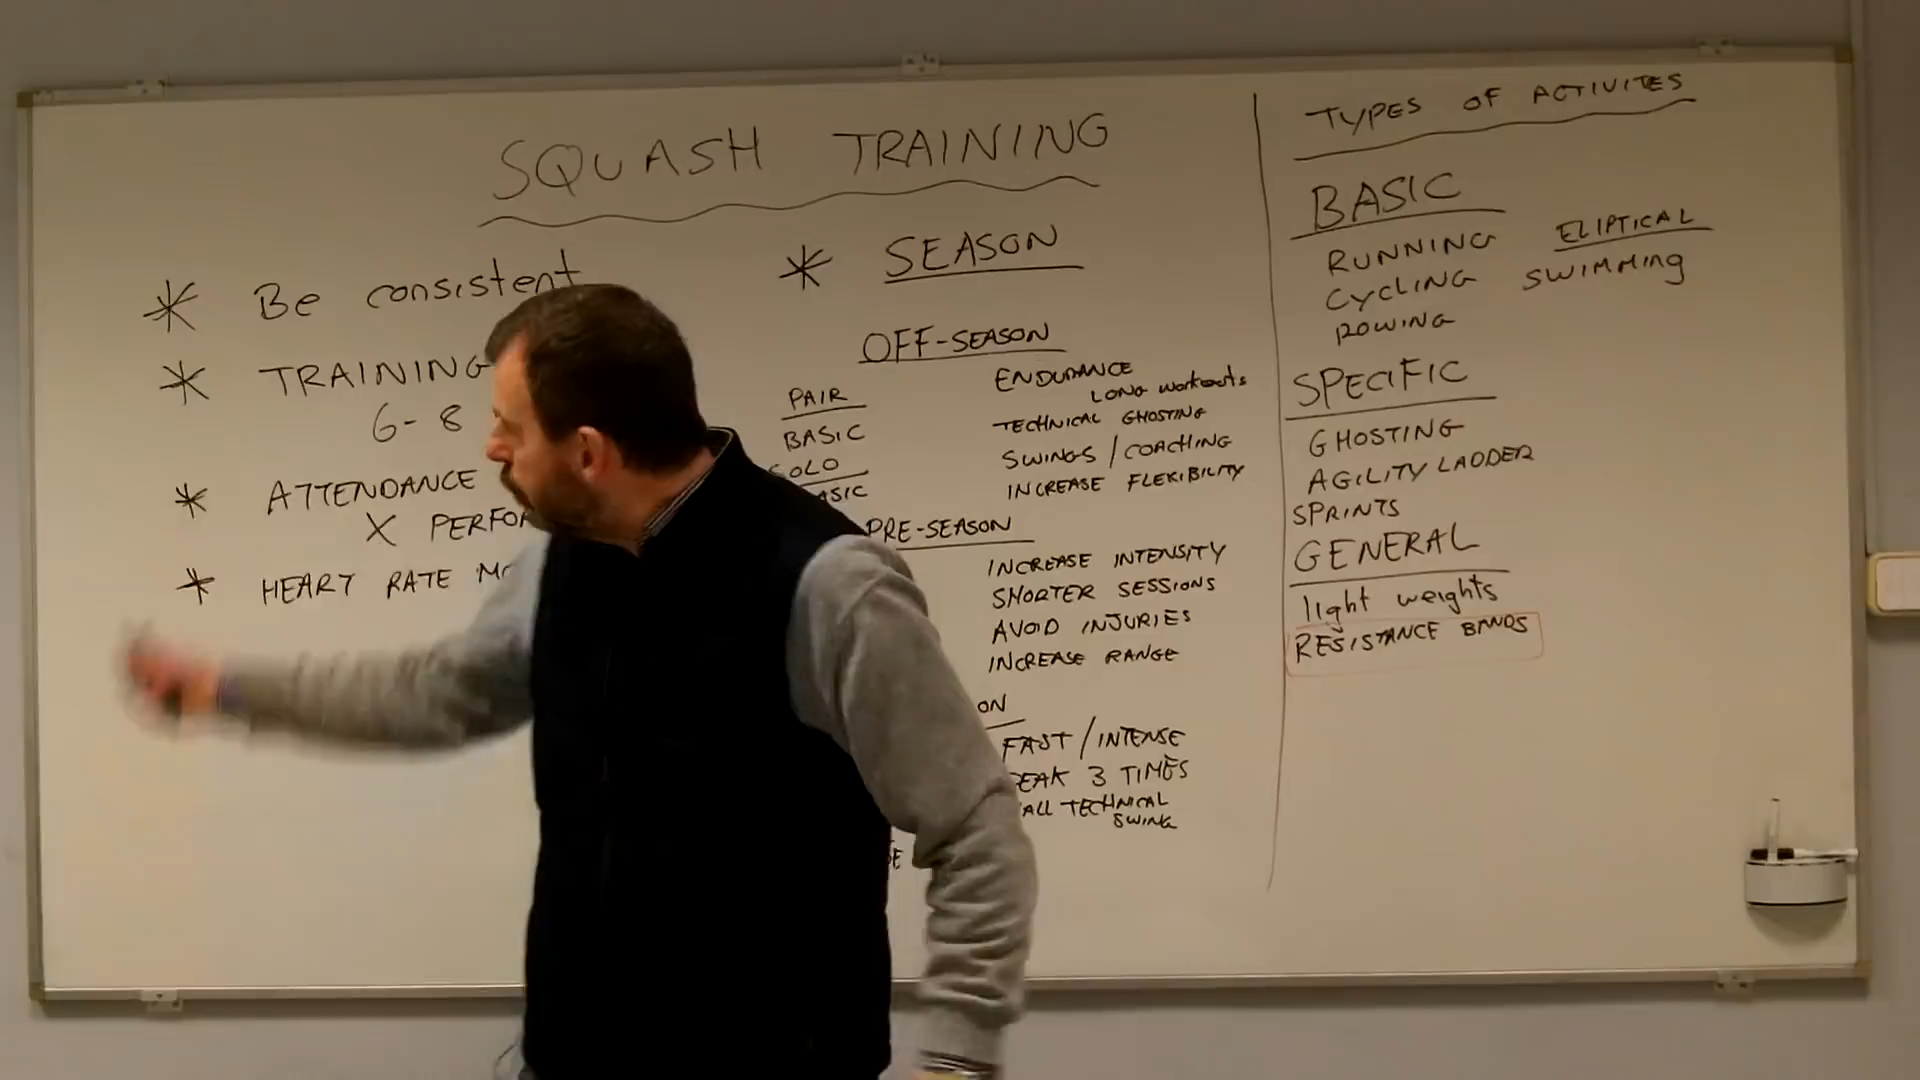 SQUASH TRAINING
* Be consistent
* TRAINING
6-8
* ATTENDANCE
X
* HEART RATE
* SEASON
OFF-SEASON
PAIR
BASIC
SOLO
ENDURANCE
LONG workouts
TECHNICAL GHOSTING
SWINGS / COACHING
INCREASE FLEXIBILITY
PRE-SEASON
INCREASE INTENSITY
SHORTER SESSIONS
AVOID INJURIES
INCREASE RANGE
ON
FAST / INTENSE
PEAK 3 TIMES
ALL TECHNICAL
SWING
TYPES OF ACTIVITES
BASIC
RUNNING ELIPTICAL
CYCLING SWIMMING
ROWING
SPECIFIC
GHOSTING
AGILITY LADDER
SPRINTS
GENERAL
light weights
RESISTANCE BANDS